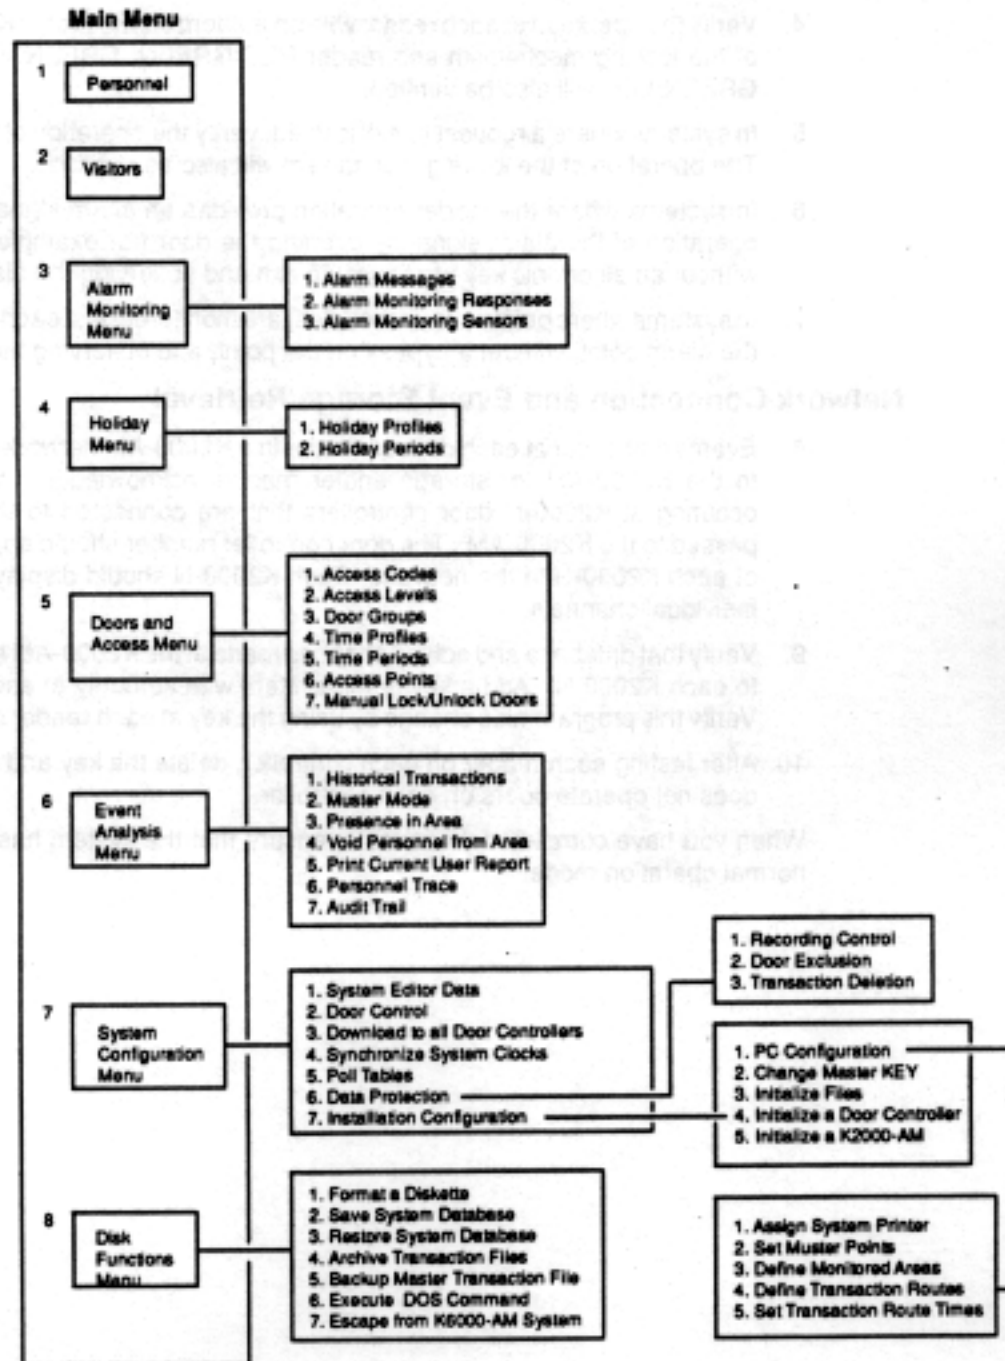 Main Menu
1
Personnel
2
Visitors
3
Alarm
Monitoring
Menu
1. Alarm Messages
2. Alarm Monitoring Responses
3. Alarm Monitoring Sensors
4
Holiday
Menu
1. Holiday Profiles
2. Holiday Periods
5
Doors and
Access Menu
1. Access Codes
2. Access Levels
3. Door Groups
4. Time Profiles
5. Time Periods
6. Access Points
7. Manual Lock/Unlock Doors
6
Event
Analysis
Menu
1. Historical Transactions
2. Muster Mode
3. Presence in Area
4. Void Personnel from Area
5. Print Current User Report
6. Personnel Trace
7. Audit Trail
7
System
Configuration
Menu
1. System Editor Data
2. Door Control
3. Download to all Door Controllers
4. Synchronize System Clocks
5. Poll Tables
6. Data Protection
7. Installation Configuration
1. Recording Control
2. Door Exclusion
3. Transaction Deletion
1. PC Configuration
2. Change Master KEY
3. Initialize Files
4. Initialize a Door Controller
5. Initialize a K2000-AM
8
Disk
Functions
Menu
1. Format a Diskette
2. Save System Database
3. Restore System Database
4. Archive Transaction Files
5. Backup Master Transaction File
6. Execute DOS Command
7. Escape from K6000-AM System
1. Assign System Printer
2. Set Muster Points
3. Define Monitored Areas
4. Define Transaction Routes
5. Set Transaction Route Times